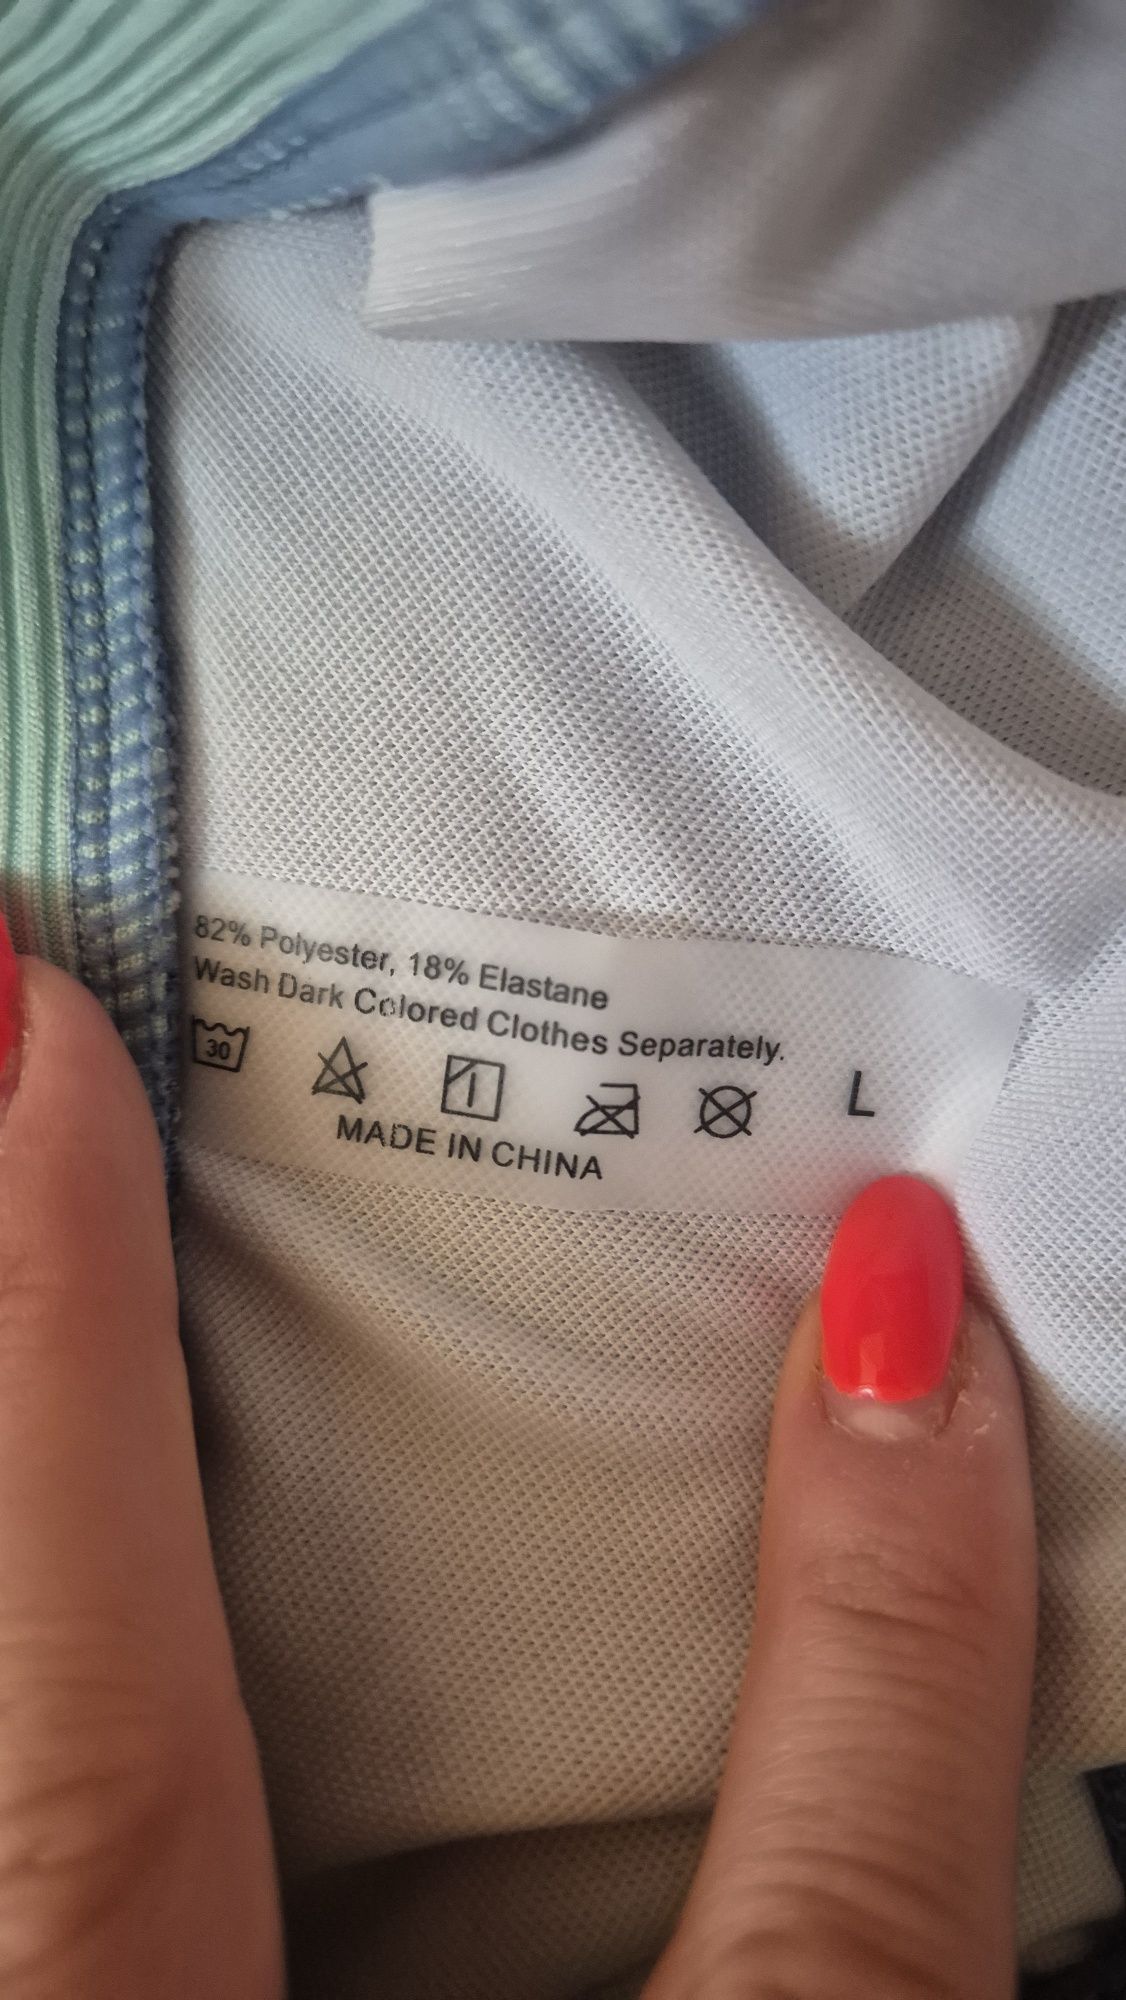 82% Polyester, 18% Elastane
Wash Dark Colored Clothes Separately.
30
L
MADE IN CHINA